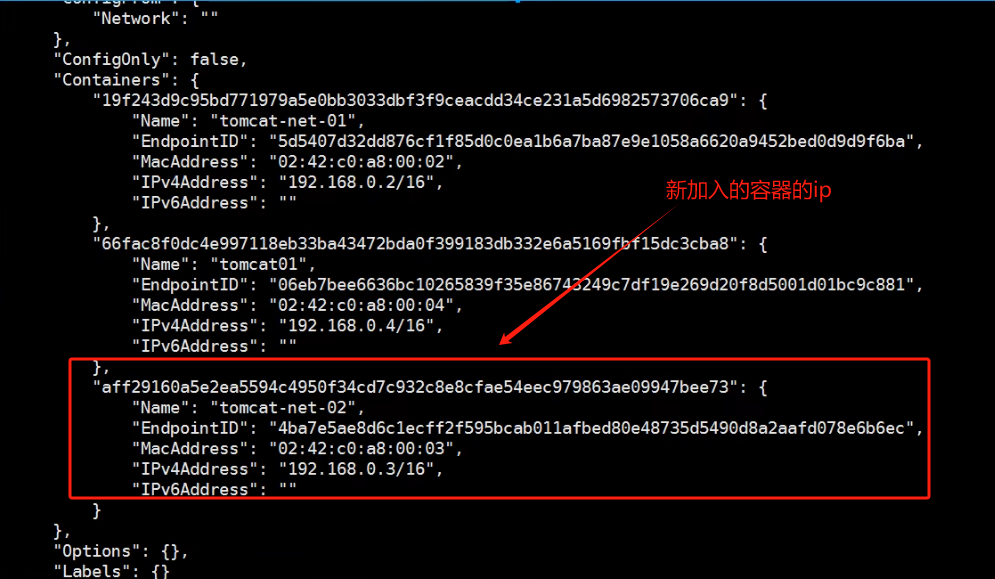 "ConfigFrom": {
"Network": ""
},
"ConfigOnly": false,
"Containers": {
"19f243d9c95bd771979a5e0bb3033dbf3f9ceacdd34ce231a5d6982573706ca9": {
"Name": "tomcat-net-01",
"EndpointID": "5d5407d32dd876cf1f85d0c0ea1b6a7ba87e9e1058a6620a9452bed0d9d9f6ba",
"MacAddress": "02:42:c0:a8:00:02",
"IPv4Address": "192.168.0.2/16",
新加入的容器的ip
"IPv6Address": ""
},
"66fac8f0dc4e997118eb33ba43472bda0f399183db332e6a5169fbf15dc3cba8": {
"Name": "tomcat01",
"EndpointID": "06eb7bee6636bc10265839f35e86743249c7df19e269d20f8d5001d01bc9c881",
"MacAddress": "02:42:c0:a8:00:04",
"IPv4Address": "192.168.0.4/16",
"IPv6Address": ""
},
"aff29160a5e2ea5594c4950f34cd7c932c8e8cfae54eec979863ae09947bee73": {
"Name": "tomcat-net-02",
"EndpointID": "4ba7e5ae8d6c1ecff2f595bcab011afbed80e48735d5490d8a2aafd078e6b6ec",
"MacAddress": "02:42:c0:a8:00:03",
"IPv4Address": "192.168.0.3/16",
"IPv6Address": ""
}
},
"Options": {},
"Labels": {}